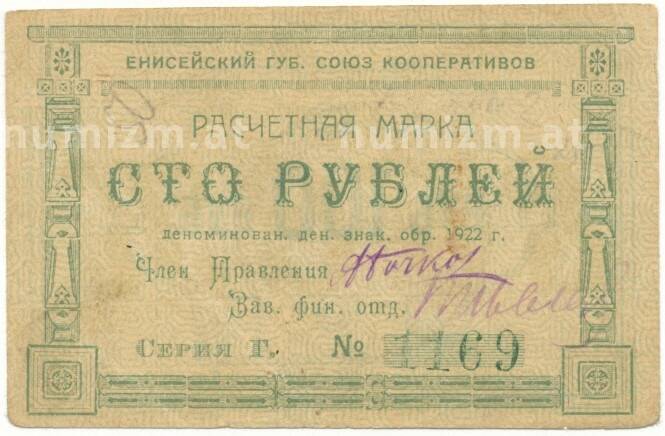 ЕНИСЕЙСКИЙ ГУБ. СОЮЗ КООПЕРАТИВОВ
РАСЧЕТНАЯ МАРКА
numizm.at numizm.at
СТО РУБЛЕЙ
деноминован. ден. знак. обр. 1922 г.
Член Правления
Зав. фин. отд.
Серия Г. № 1169